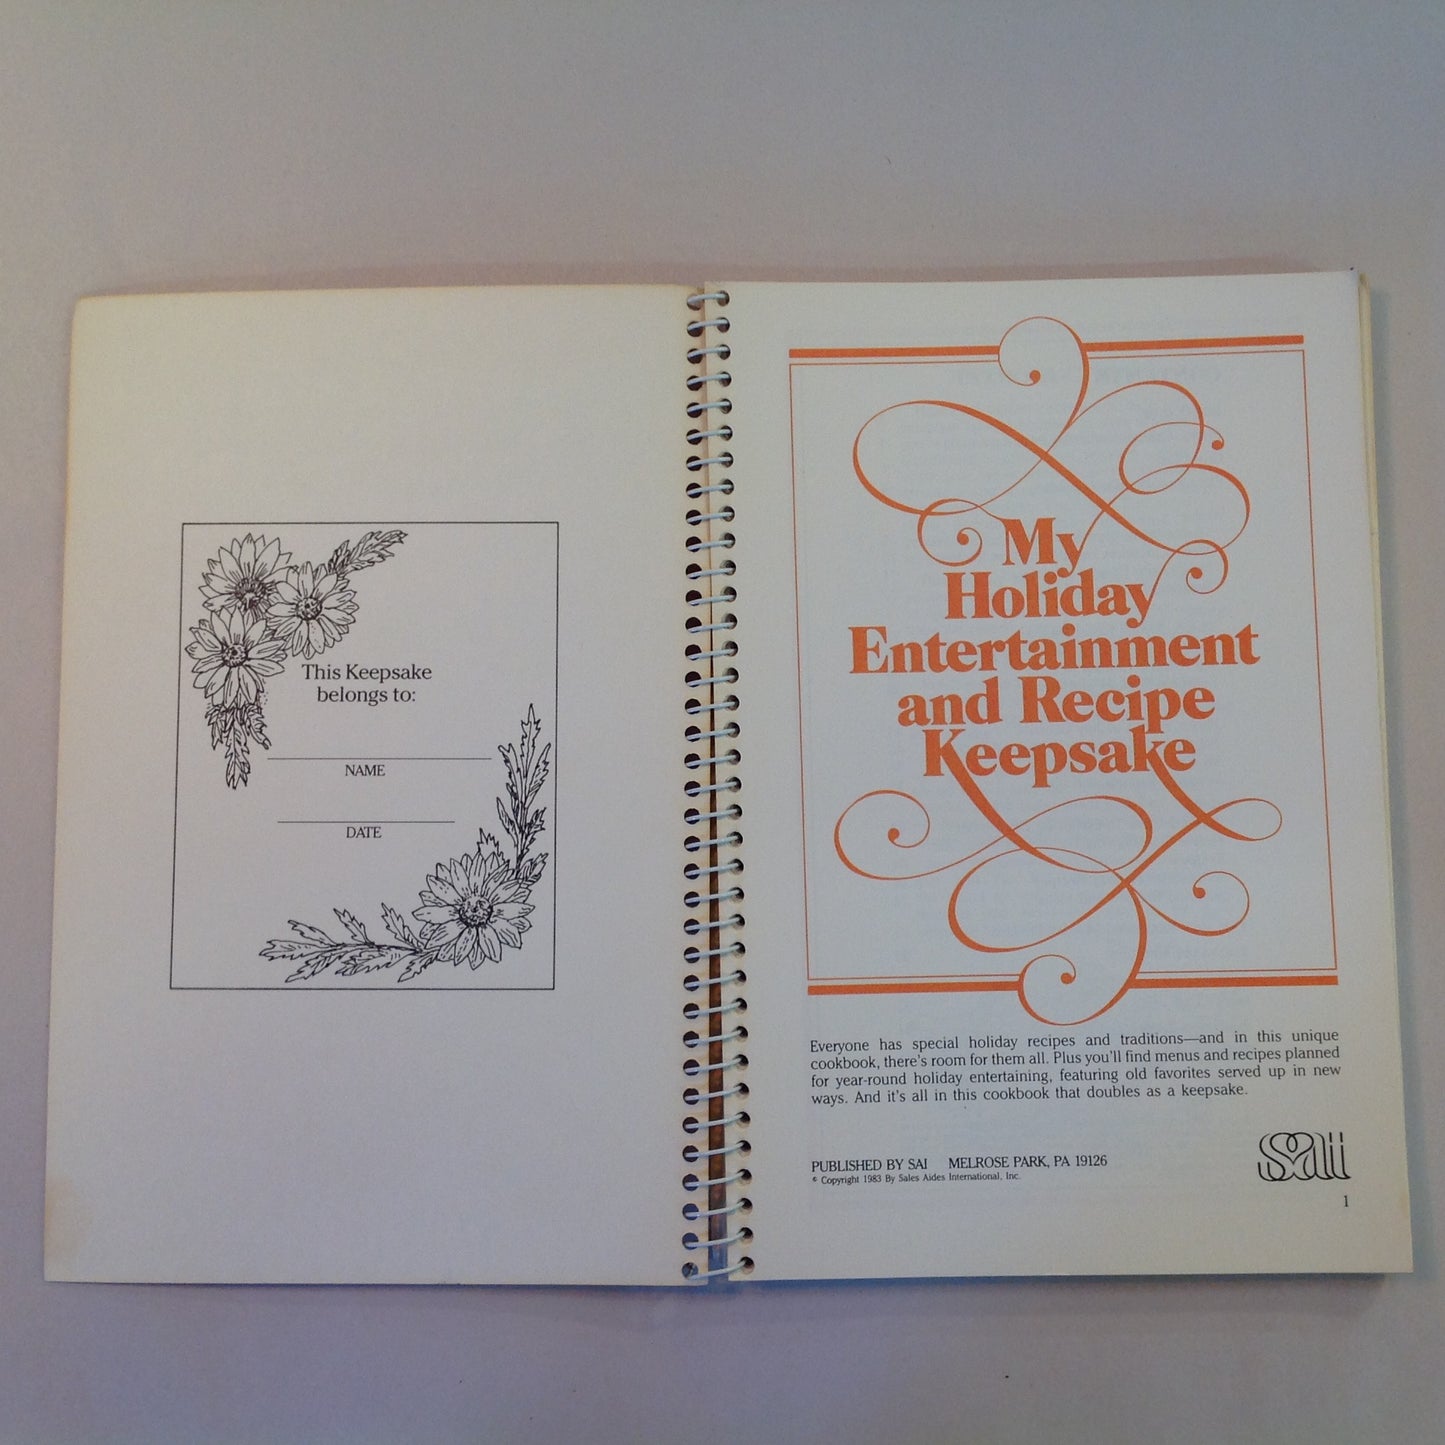 This Keepsake
belongs to:
NAME
DATE
My
Holiday
Entertainment
and Recipe
Keepsake
Everyone has special holiday recipes and traditions—and in this unique
cookbook, there's room for them all. Plus you'll find menus and recipes planned
for year-round holiday entertaining, featuring old favorites served up in new
ways. And it's all in this cookbook that doubles as a keepsake.
PUBLISHED BY SAI MELROSE PARK, PA 19126
© Copyright 1983 By Sales Aides International, Inc.
sai
1